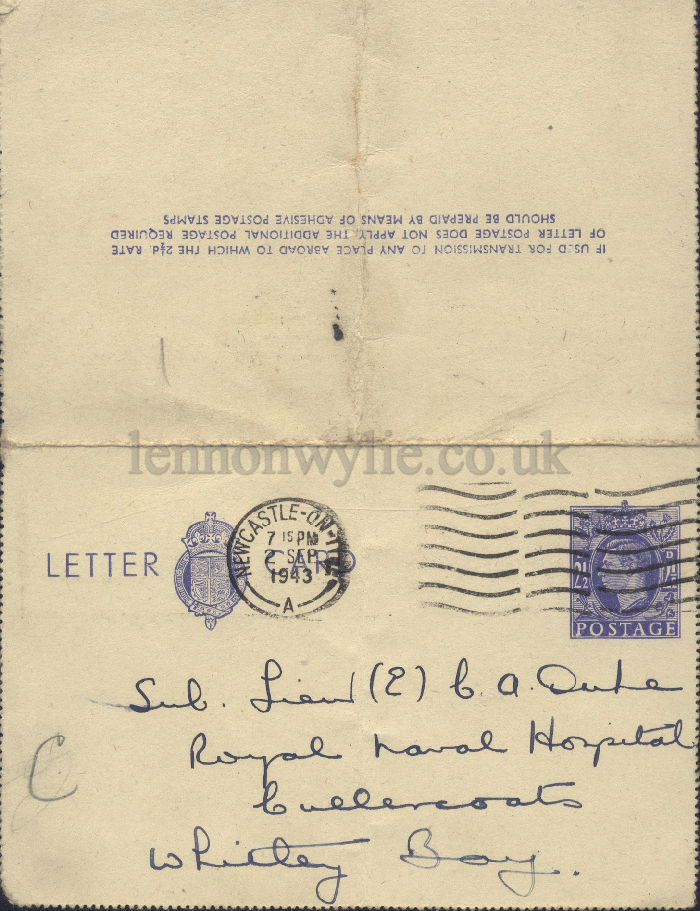 IF USED FOR TRANSMISSION TO ANY PLACE ABROAD TO WHICH THE 2½d. RATE
OF LETTER POSTAGE DOES NOT APPLY, THE ADDITIONAL POSTAGE REQUIRED
SHOULD BE PREPAID BY MEANS OF ADHESIVE POSTAGE STAMPS
lennonwylie.co.uk
LETTER CARD
NEWCASTLE-ON-TYNE
7 15 PM
2 SEP
1943
A
2½D
POSTAGE
Sub. Lieu (E) C. A. Duke
Royal Naval Hospital
Cullercoats
Whitley Bay.
C